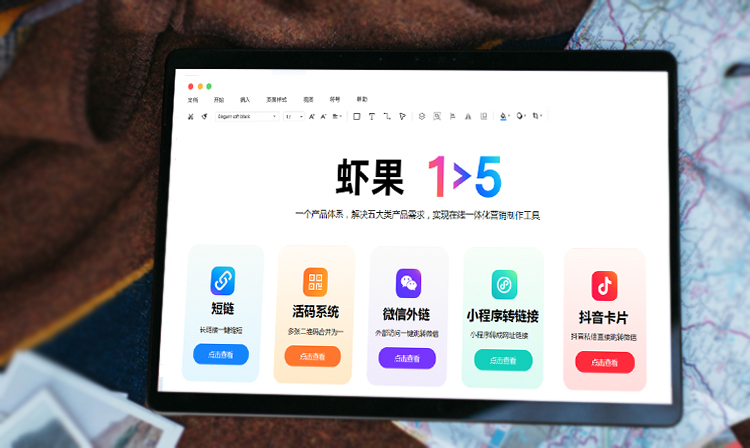 文档 开始 插入 页面样式 视图 符号 帮助
虾果 1>5
一个产品体系，解决五大类产品需求，实现在线一体化营销制作工具
短链 活码系统 微信外链 小程序转链接 抖音卡片
长链接一键缩短 多张二维码合并为一 外部访问一键跳转微信 小程序转成网址链接 抖音私信直接跳转微信
点击查看 点击查看 点击查看 点击查看 点击查看